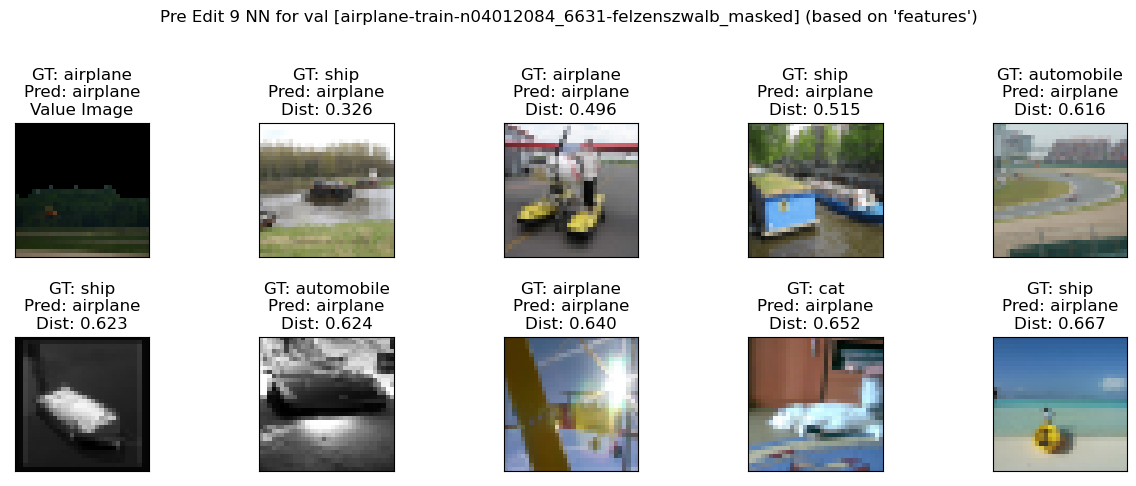 Pre Edit 9 NN for val [airplane-train-n04012084_6631-felzenszwalb_masked] (based on 'features')
GT: airplane
Pred: airplane
Value Image
GT: ship
Pred: airplane
Dist: 0.326
GT: airplane
Pred: airplane
Dist: 0.496
GT: ship
Pred: airplane
Dist: 0.515
GT: automobile
Pred: airplane
Dist: 0.616
GT: ship
Pred: airplane
Dist: 0.623
GT: automobile
Pred: airplane
Dist: 0.624
GT: airplane
Pred: airplane
Dist: 0.640
GT: cat
Pred: airplane
Dist: 0.652
GT: ship
Pred: airplane
Dist: 0.667